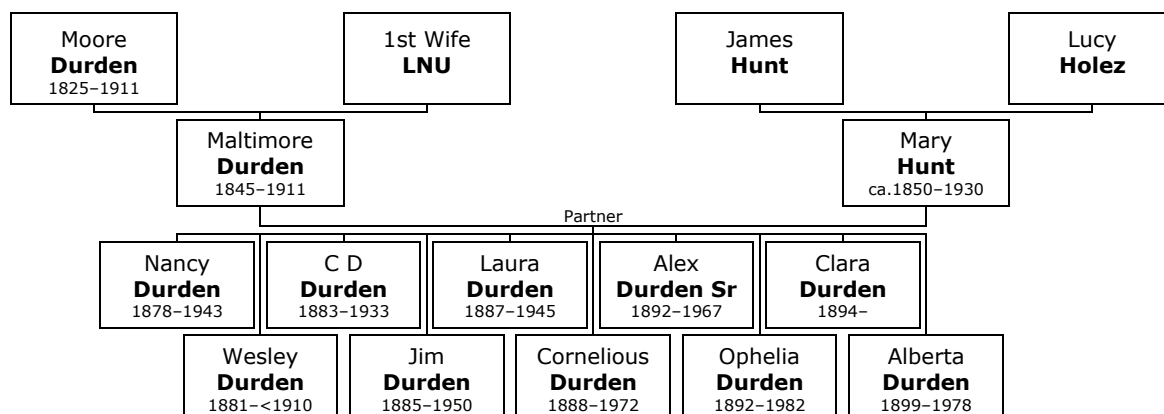 Moore
Durden
1825–1911
1st Wife
LNU
James
Hunt
Lucy
Holez
Maltimore
Durden
1845–1911
Mary
Hunt
ca.1850–1930
Partner
Nancy
Durden
1878–1943
C D
Durden
1883–1933
Laura
Durden
1887–1945
Alex
Durden Sr
1892–1967
Clara
Durden
1894–
Wesley
Durden
1881–<1910
Jim
Durden
1885–1950
Cornelious
Durden
1888–1972
Ophelia
Durden
1892–1982
Alberta
Durden
1899–1978